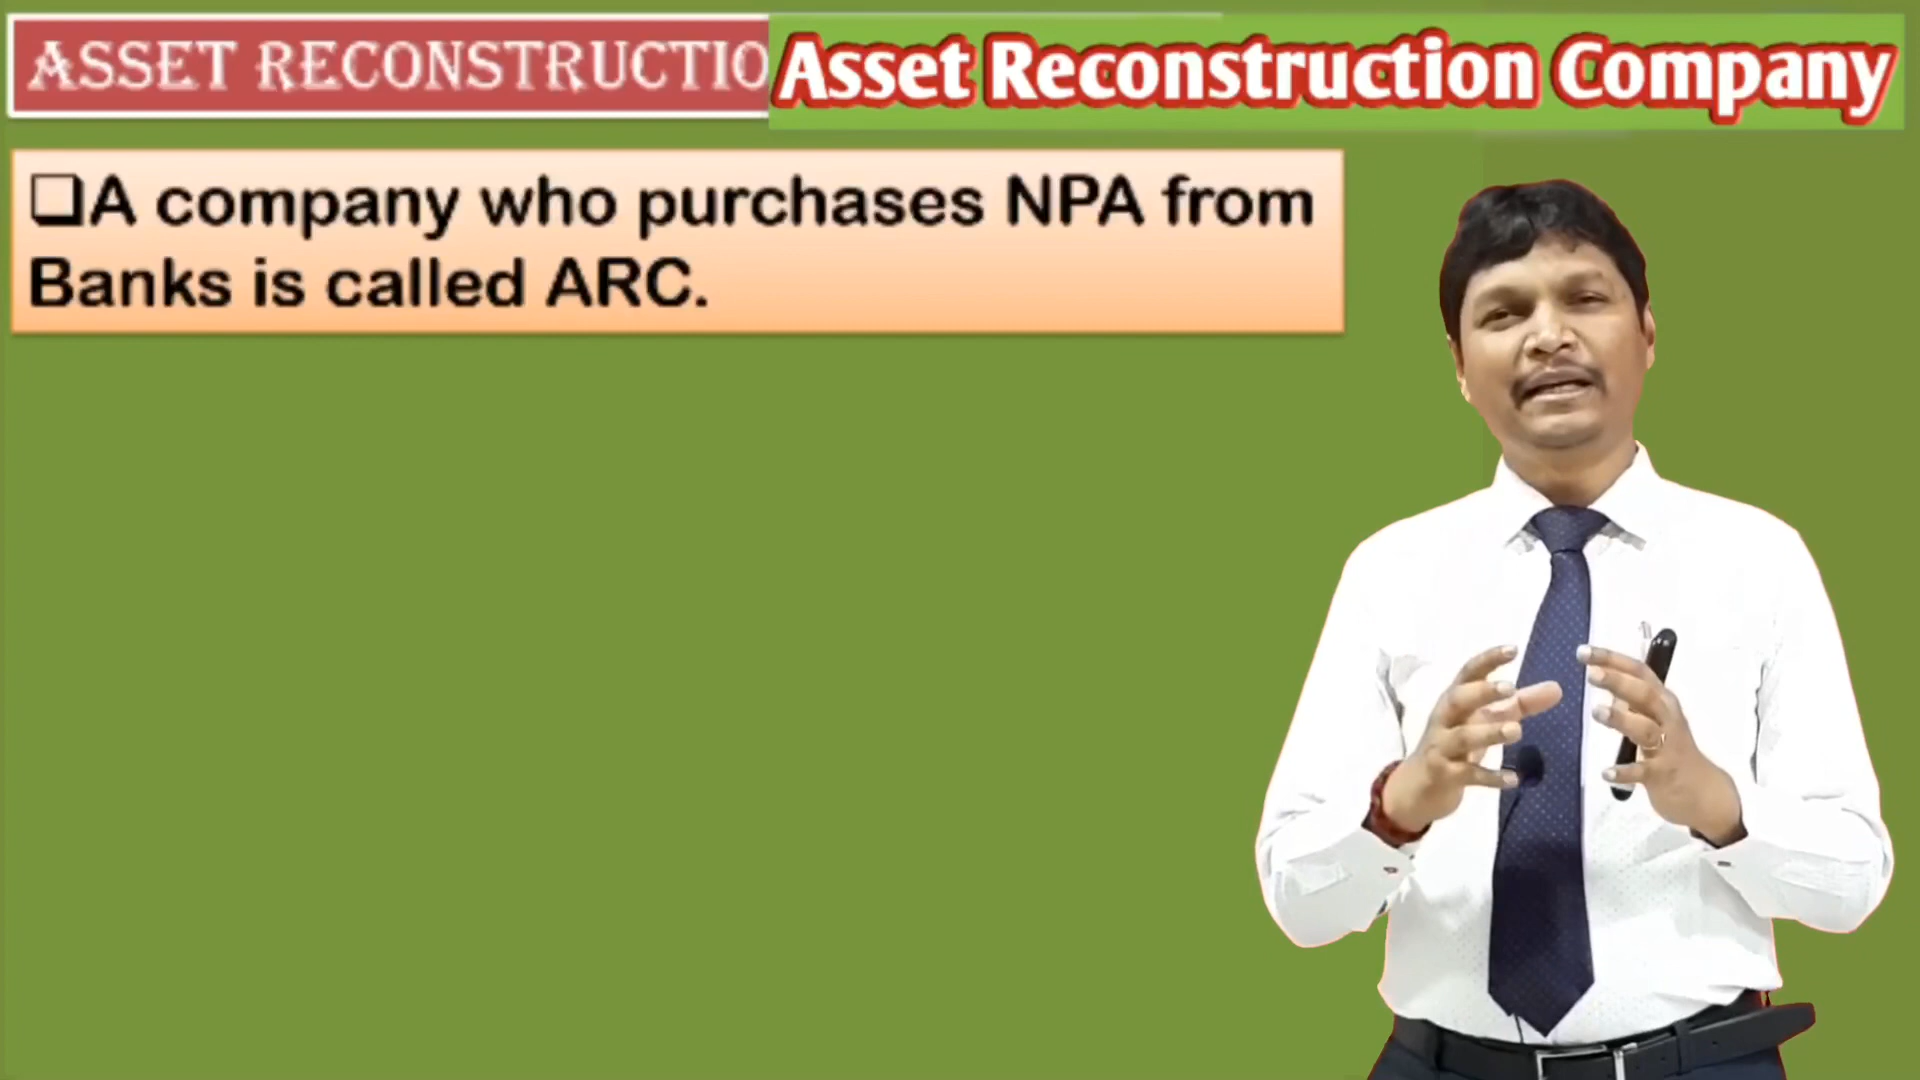 ASSET RECONSTRUCTIO
Asset Reconstruction Company
❑A company who purchases NPA from
Banks is called ARC.